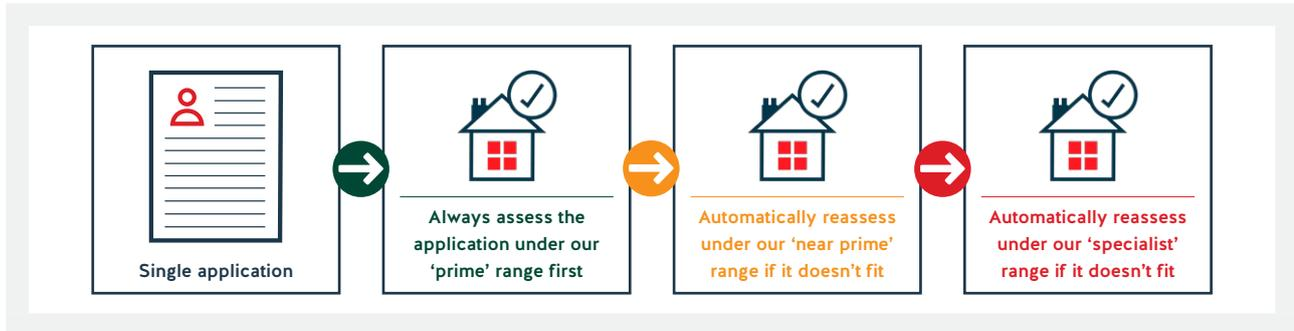 Single application
Always assess the
application under our
‘prime’ range first
Automatically reassess
under our ‘near prime’
range if it doesn’t fit
Automatically reassess
under our ‘specialist’
range if it doesn’t fit